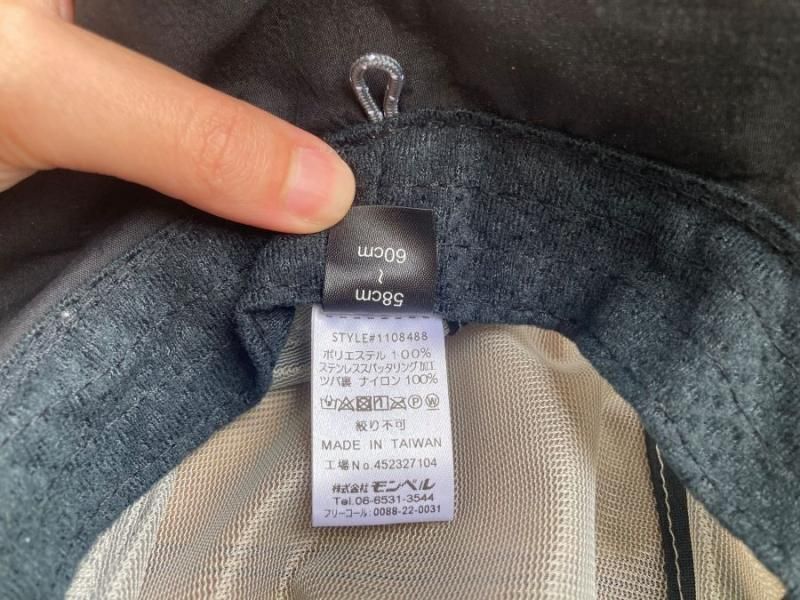 58cm
~
60cm
STYLE#1108488
ポリエステル 100%
ステンレススパッタリング加工
ツバ裏 ナイロン 100%
絞り不可
MADE IN TAIWAN
工場No.452327104
株式会社 モンベル
Tel.06-6531-3544
フリーコール:0088-22-0031